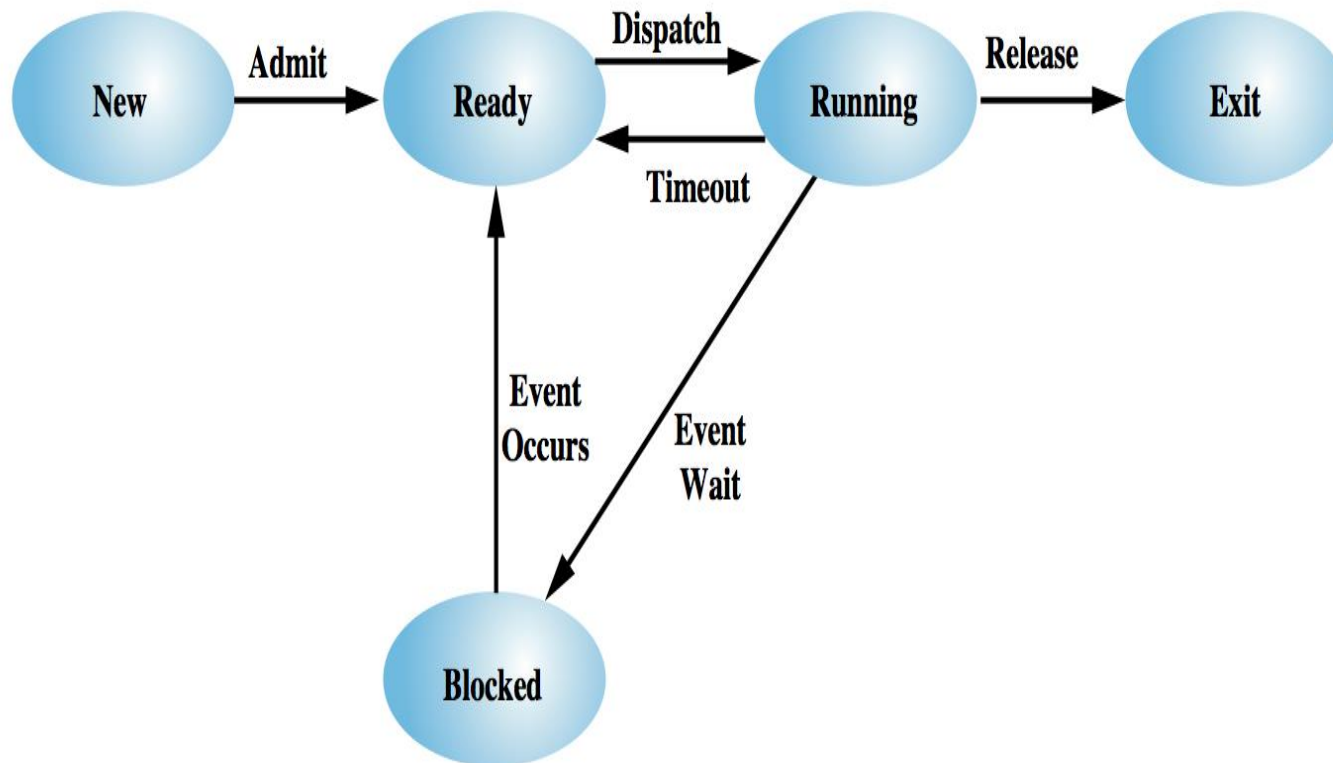 Dispatch
Admit
Release
New
Ready
Running
Exit
Timeout
Event
Occurs
Event
Wait
Blocked